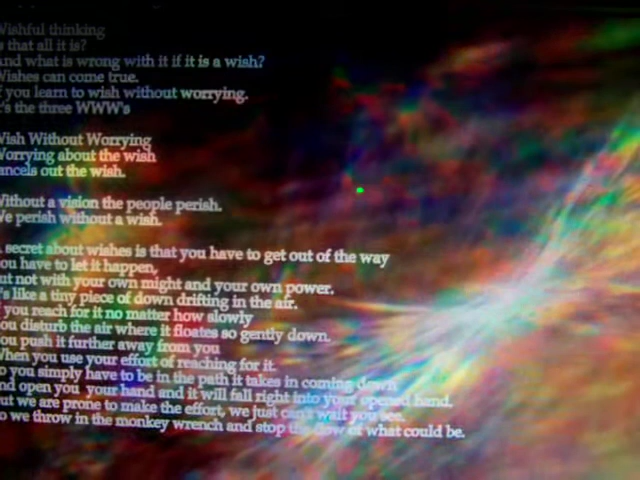 Wishful thinking
s that all it is?
And what is wrong with it if it is a wish?
Wishes can come true.
f you learn to wish without worrying.
t's the three WWW's
Wish Without Worrying
Worrying about the wish
ancels out the wish.
Without a vision the people perish.
We perish without a wish.
secret about wishes is that you have to get out of the way
ou have to let it happen,
ut not with your own might and your own power.
t's like a tiny piece of down drifting in the air.
f you reach for it no matter how slowly
ou disturb the air where it floates so gently down.
ou push it further away from you
When you use your effort of reaching for it.
o you simply have to be in the path it takes in coming down
nd open you your hand and it will fall right into your opened hand.
ut we are prone to make the effort, we just can't wait you see.
o we throw in the monkey wrench and stop the flow of what could be.